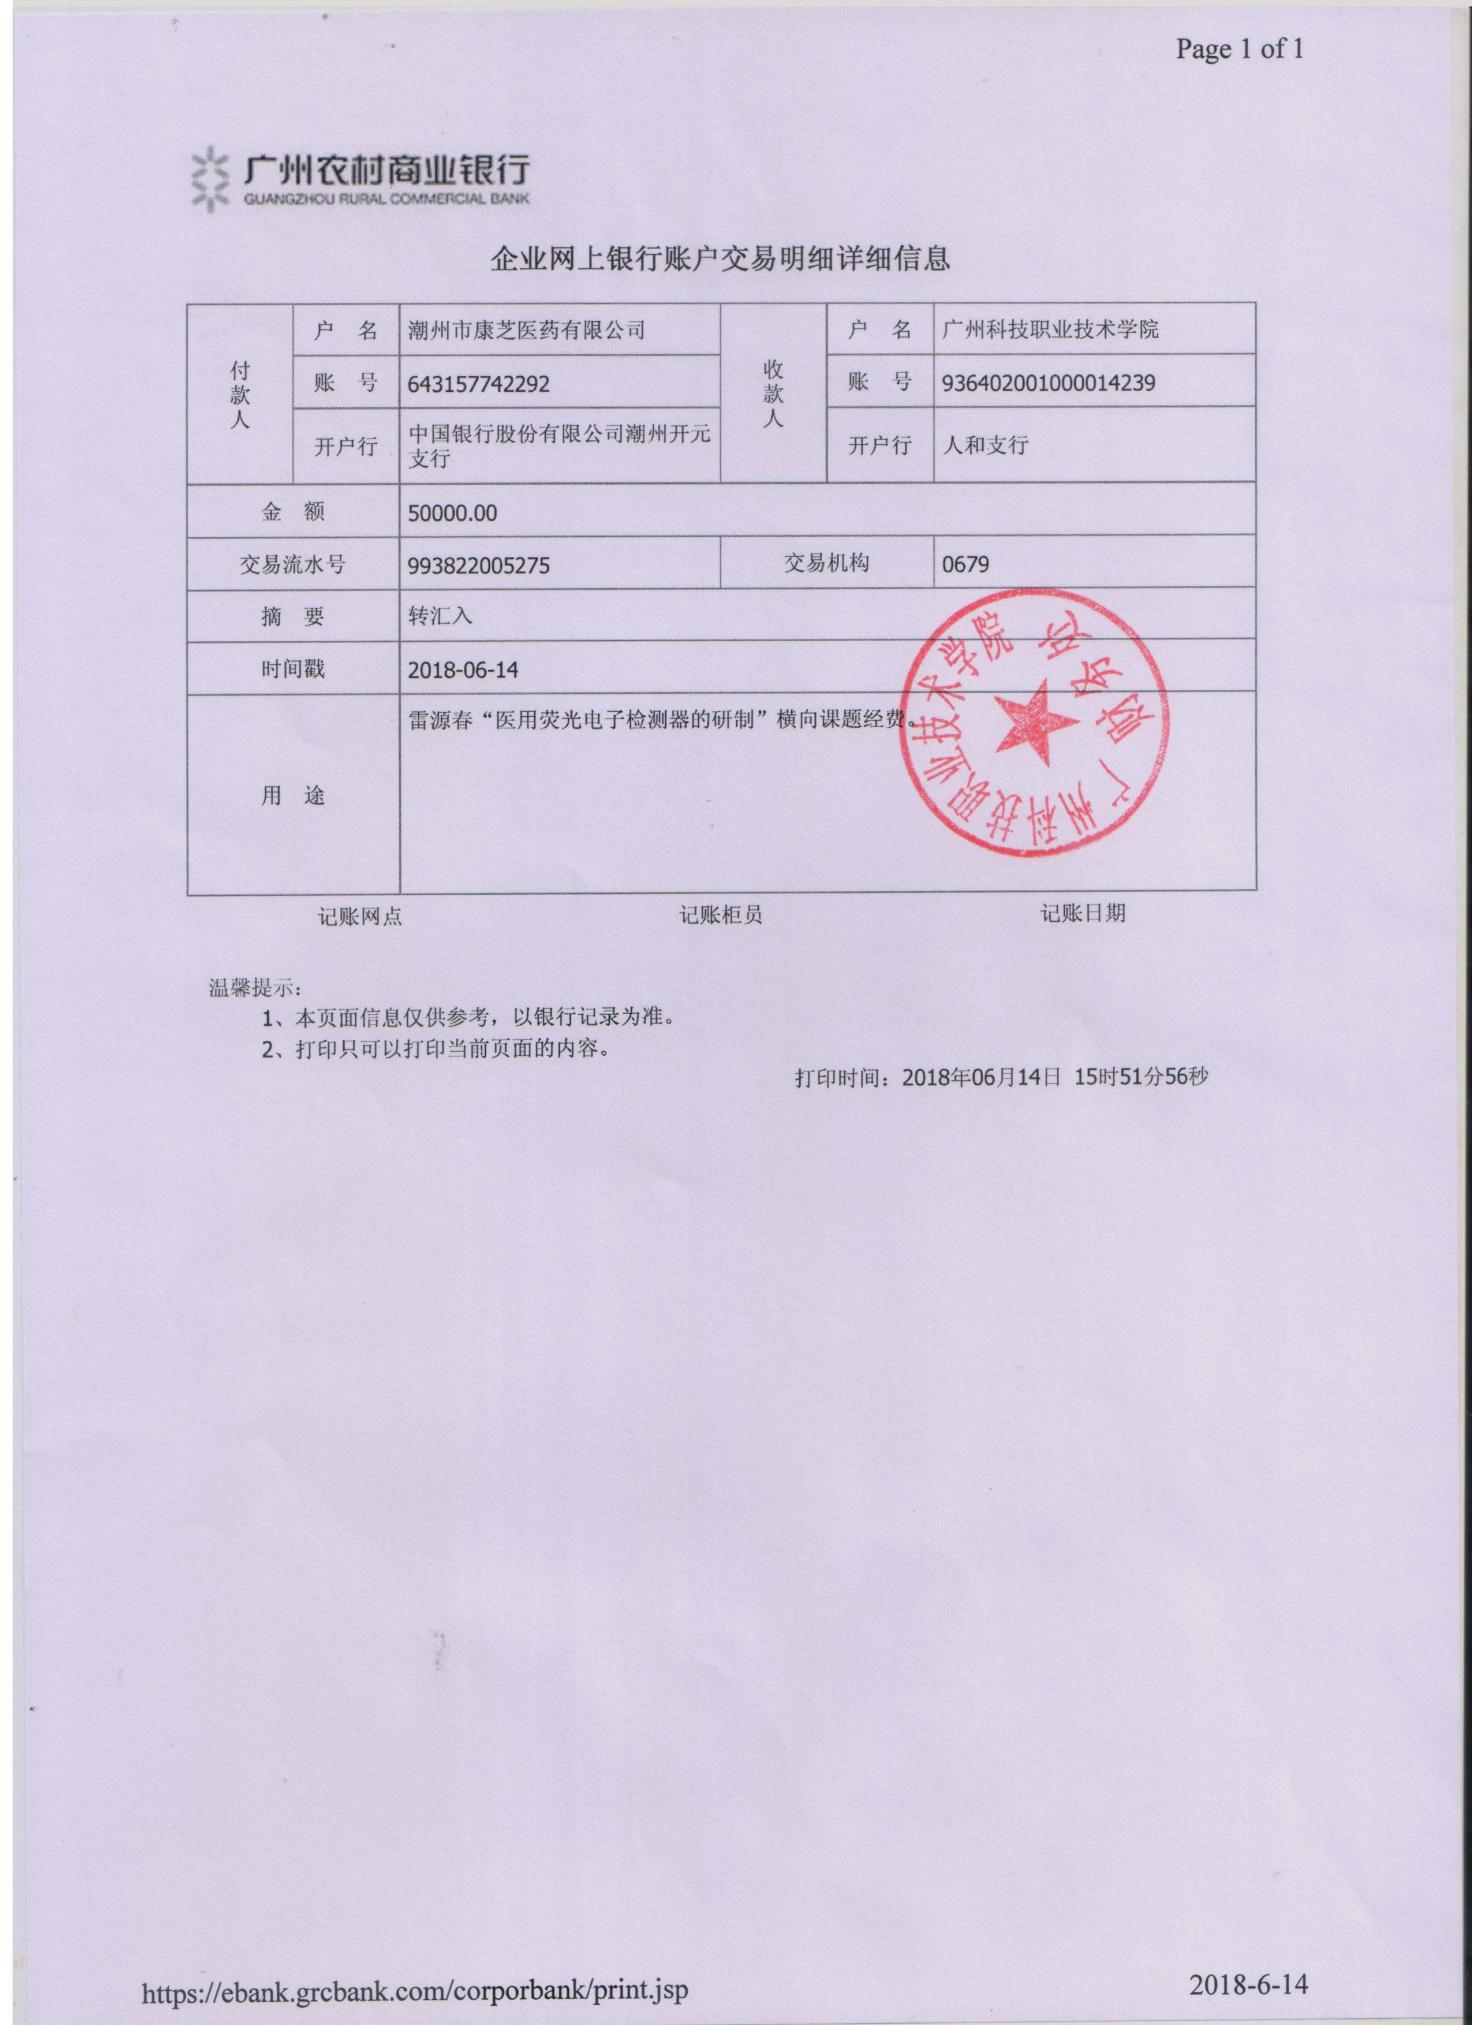 Page 1 of 1
广州农村商业银行
GUANGZHOU RURAL COMMERCIAL BANK
企业网上银行账户交易明细详细信息
付款人
户 名 潮州市康芝医药有限公司
账 号 643157742292
开户行 中国银行股份有限公司潮州开元
支行
收款人
户 名 广州科技职业技术学院
账 号 936402001000014239
开户行 人和支行
金 额 50000.00
交易流水号 993822005275 交易机构 0679
摘 要 转汇入
时间戳 2018-06-14
用 途 雷源春“医用荧光电子检测器的研制”横向课题经费。
广州科技职业技术学院
财务处
记账网点 记账柜员 记账日期
温馨提示：
1、本页面信息仅供参考，以银行记录为准。
2、打印只可以打印当前页面的内容。
打印时间：2018年06月14日 15时51分56秒
https://ebank.grcbank.com/corporbank/print.jsp 2018-6-14